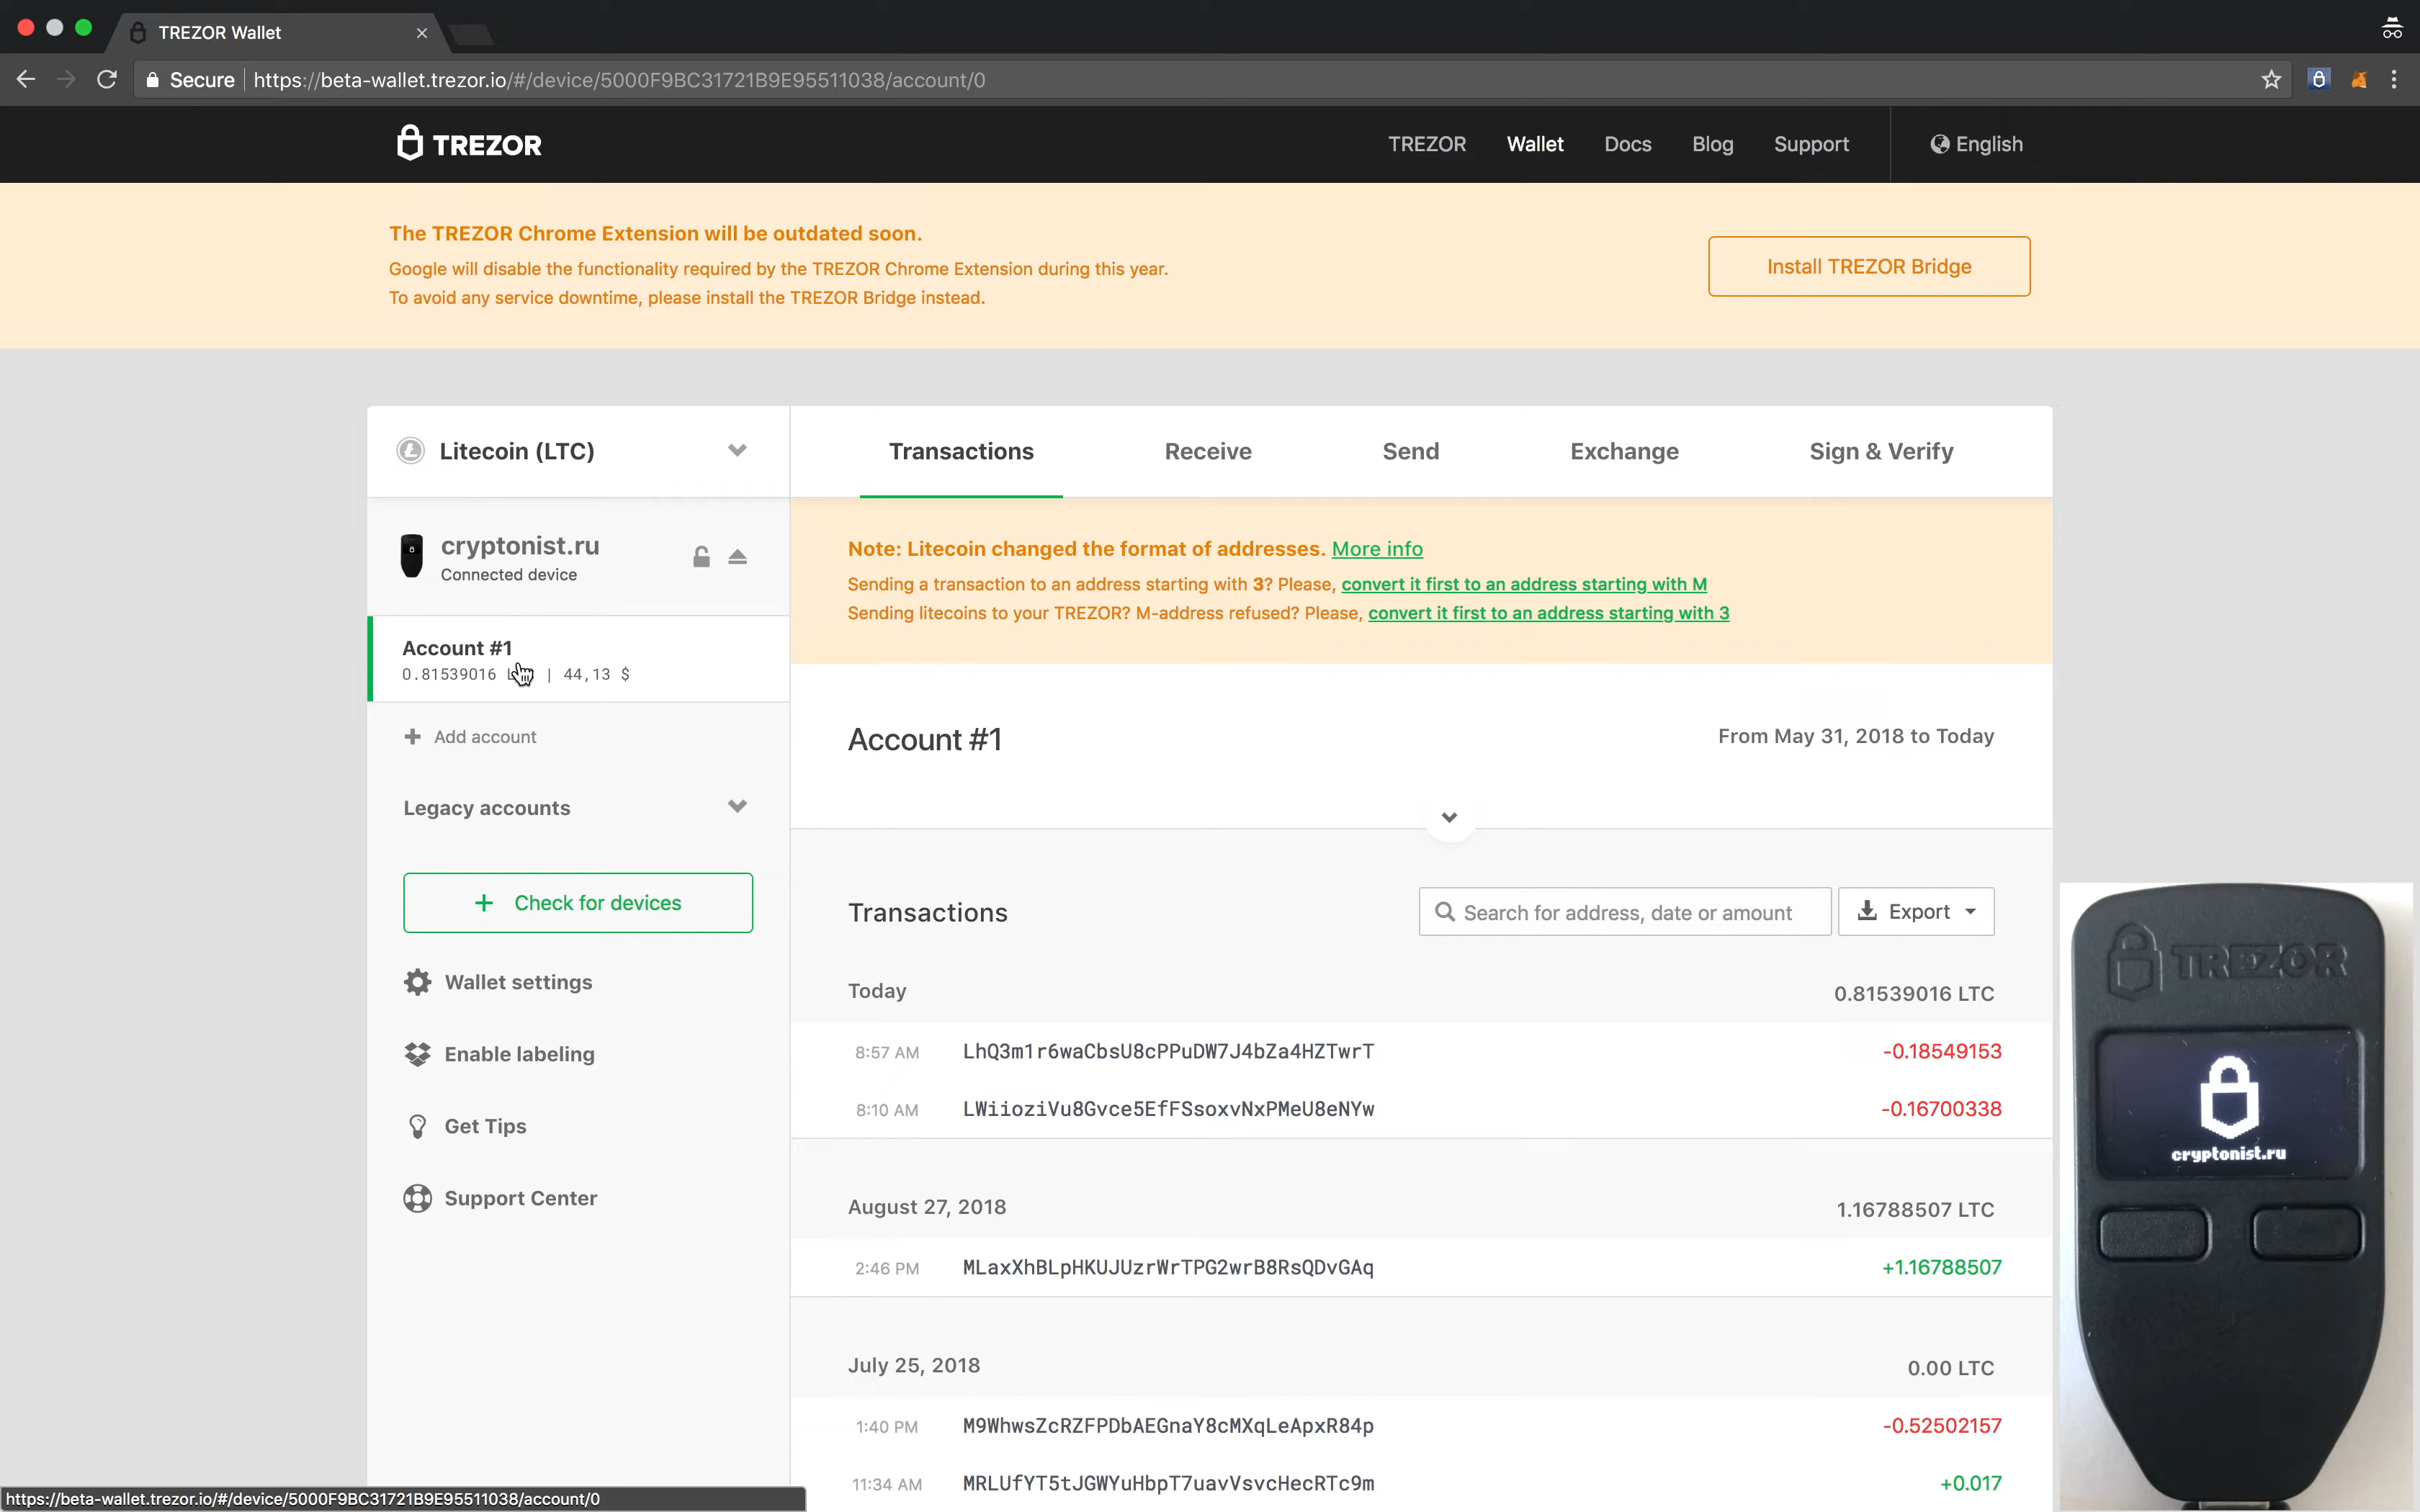 TREZOR Wallet
Secure https://beta-wallet.trezor.io/#/device/5000F9BC31721B9E95511038/account/0
TREZOR
TREZOR Wallet Docs Blog Support English
The TREZOR Chrome Extension will be outdated soon.
Google will disable the functionality required by the TREZOR Chrome Extension during this year.
To avoid any service downtime, please install the TREZOR Bridge instead.
Install TREZOR Bridge
Litecoin (LTC)
Transactions Receive Send Exchange Sign & Verify
cryptonist.ru
Connected device
Note: Litecoin changed the format of addresses. More info
Sending a transaction to an address starting with 3? Please, convert it first to an address starting with M
Sending litecoins to your TREZOR? M-address refused? Please, convert it first to an address starting with 3
Account #1
0.81539016 | 44,13 $
Add account
Legacy accounts
Check for devices
Wallet settings
Enable labeling
Get Tips
Support Center
Account #1
From May 31, 2018 to Today
Transactions
Search for address, date or amount
Export
Today 0.81539016 LTC
8:57 AM LhQ3m1r6waCbsU8cPPuDW7J4bZa4HZTwrT -0.18549153
8:10 AM LWiioziVu8Gvce5EfFSsoxvNxPMeU8eNYw -0.16700338
August 27, 2018 1.16788507 LTC
2:46 PM MLaxXhBLpHKUJUzrWrTPG2wrB8RsQDvGAq +1.16788507
July 25, 2018 0.00 LTC
1:40 PM M9WhwsZcRZFPDbAEGnaY8cMXqLeApxR84p -0.52502157
11:34 AM MRLUfYT5tJGWYuHbpT7uavVsvcHecRTc9m +0.017
TREZOR
cryptonist.ru
https://beta-wallet.trezor.io/#/device/5000F9BC31721B9E95511038/account/0